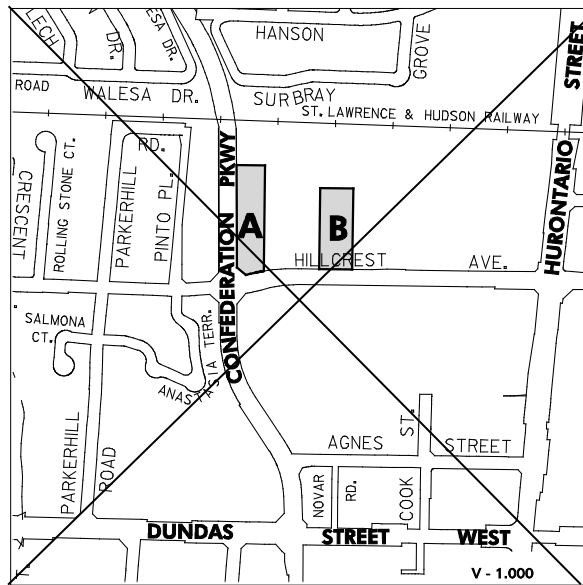 LECH
DR.
ESA DR.
HANSON
GROVE
STREET
ROAD
WALESA DR.
SURBRAY
ST. LAWRENCE & HUDSON RAILWAY
RD.
CRESCENT
ROLLING STONE CT.
PARKERHILL
PINTO PL.
CONFEDERATION PKWY
HURONTARIO
A
B
HILLCREST AVE.
SALMONA
CT.
ANASTASIA TERR.
PARKERHILL
ROAD
AGNES STREET
NOVAR
RD.
COOK
ST.
DUNDAS STREET WEST
V - 1.000